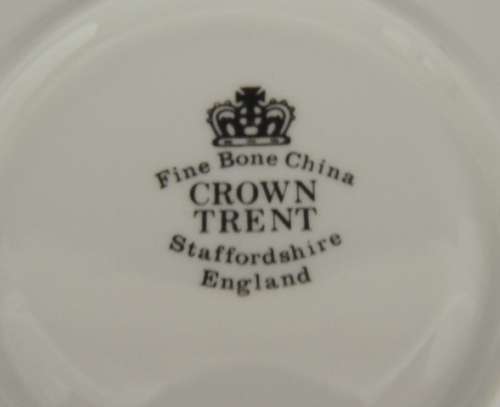 Fine Bone China
CROWN
TRENT
Staffordshire
England